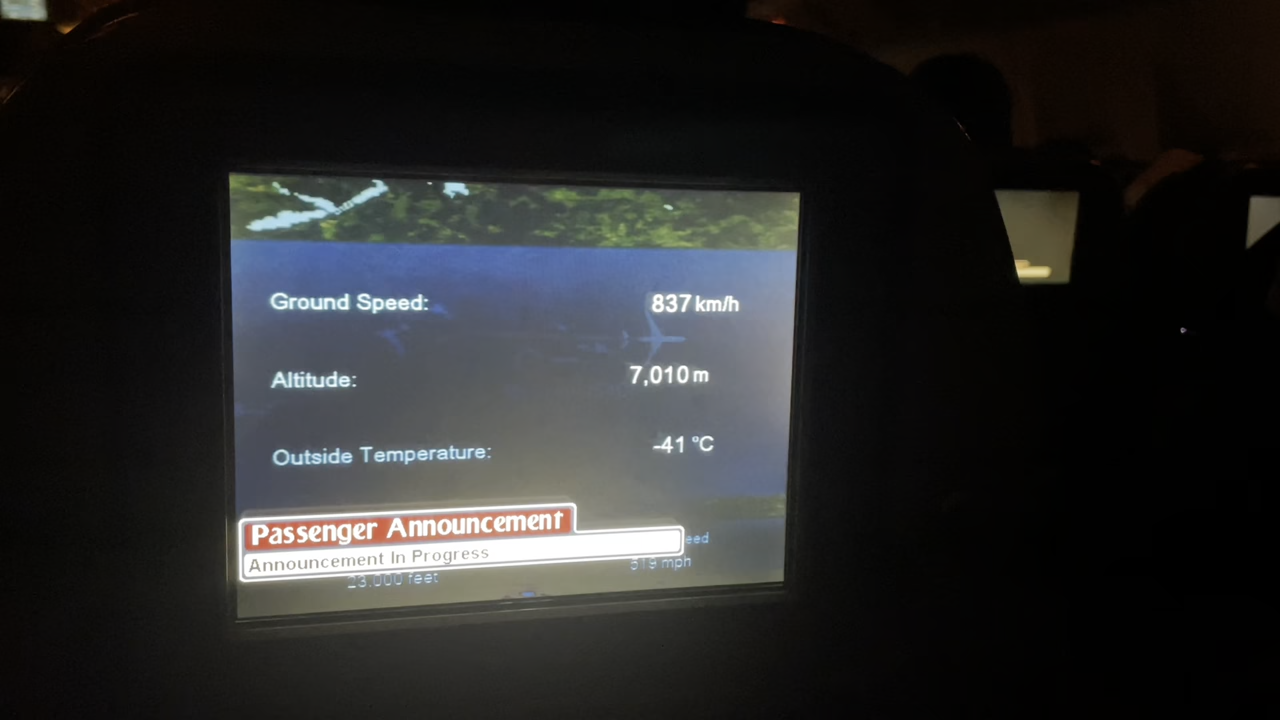 Ground Speed: 837 km/h
Altitude: 7,010 m
Outside Temperature: -41 °C
Passenger Announcement
Announcement In Progress
eed
23,000 feet
519 mph